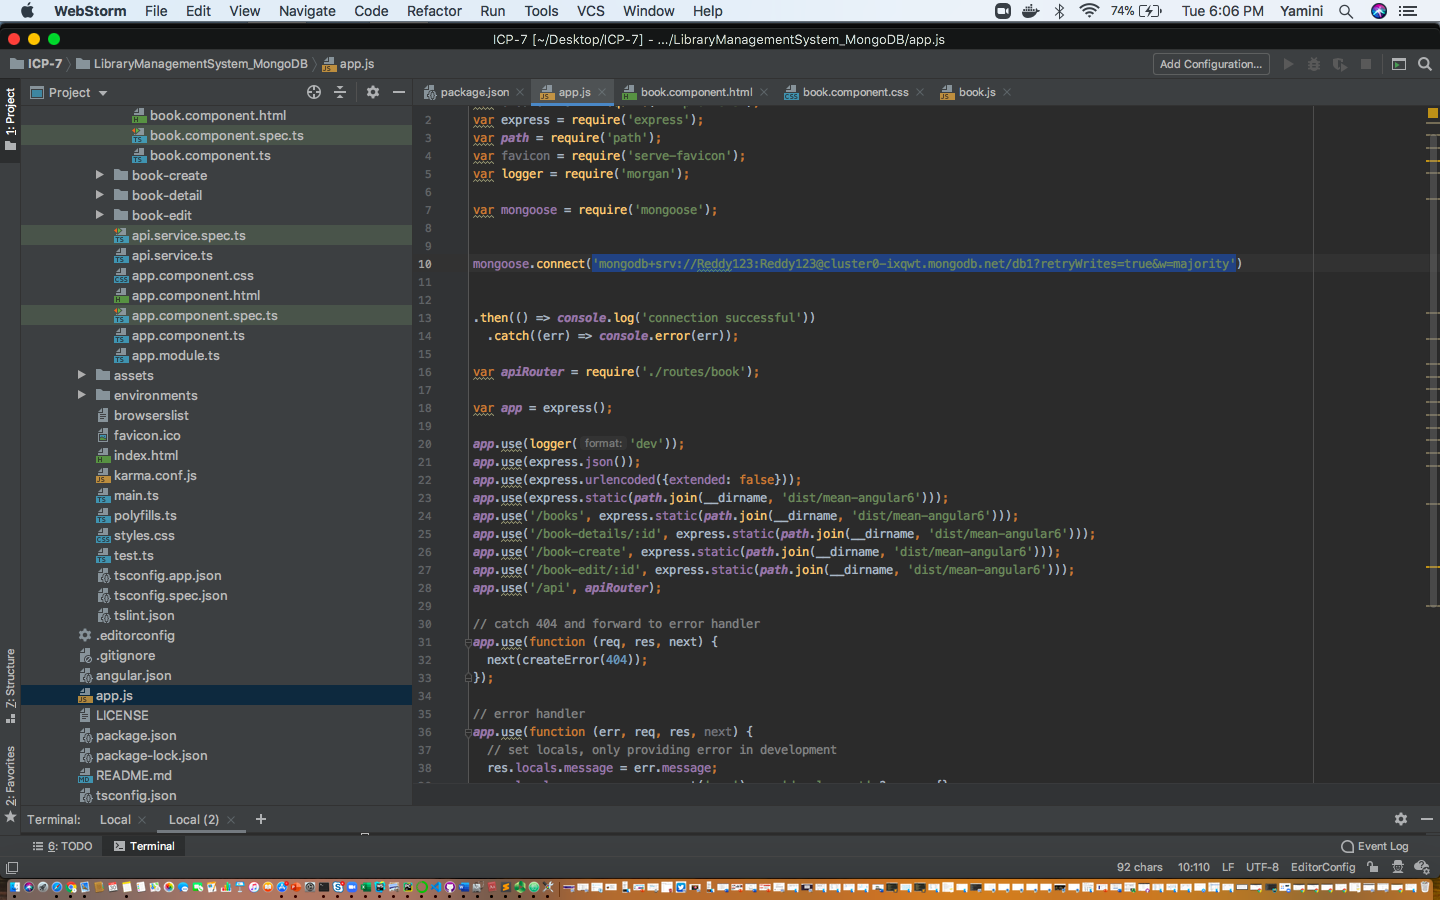 WebStorm File Edit View Navigate Code Refactor Run Tools VCS Window Help 74% Tue 6:06 PM Yamini
ICP-7 [~/Desktop/ICP-7] - .../LibraryManagementSystem_MongoDB/app.js
ICP-7 LibraryManagementSystem_MongoDB app.js Add Configuration...
1: Project
Project
package.json app.js book.component.html book.component.css book.js
book.component.html
book.component.spec.ts
book.component.ts
book-create
book-detail
book-edit
api.service.spec.ts
api.service.ts
app.component.css
app.component.html
app.component.spec.ts
app.component.ts
app.module.ts
assets
environments
browserslist
favicon.ico
index.html
karma.conf.js
main.ts
polyfills.ts
styles.css
test.ts
tsconfig.app.json
tsconfig.spec.json
tslint.json
.editorconfig
.gitignore
angular.json
app.js
LICENSE
package.json
package-lock.json
README.md
tsconfig.json
7: Structure
2: Favorites
2 var express = require('express');
3 var path = require('path');
4 var favicon = require('serve-favicon');
5 var logger = require('morgan');
6
7 var mongoose = require('mongoose');
8
9
10 mongoose.connect('mongodb+srv://Reddy123:Reddy123@cluster0-ixqwt.mongodb.net/db1?retryWrites=true&w=majority')
11
12
13 .then(() => console.log('connection successful'))
14 .catch((err) => console.error(err));
15
16 var apiRouter = require('./routes/book');
17
18 var app = express();
19
20 app.use(logger( format: 'dev'));
21 app.use(express.json());
22 app.use(express.urlencoded({extended: false}));
23 app.use(express.static(path.join(__dirname, 'dist/mean-angular6')));
24 app.use('/books', express.static(path.join(__dirname, 'dist/mean-angular6')));
25 app.use('/book-details/:id', express.static(path.join(__dirname, 'dist/mean-angular6')));
26 app.use('/book-create', express.static(path.join(__dirname, 'dist/mean-angular6')));
27 app.use('/book-edit/:id', express.static(path.join(__dirname, 'dist/mean-angular6')));
28 app.use('/api', apiRouter);
29
30 // catch 404 and forward to error handler
31 app.use(function (req, res, next) {
32 next(createError(404));
33 });
34
35 // error handler
36 app.use(function (err, req, res, next) {
37 // set locals, only providing error in development
38 res.locals.message = err.message;
Terminal: Local Local (2)
6: TODO Terminal Event Log
92 chars 10:110 LF UTF-8 EditorConfig